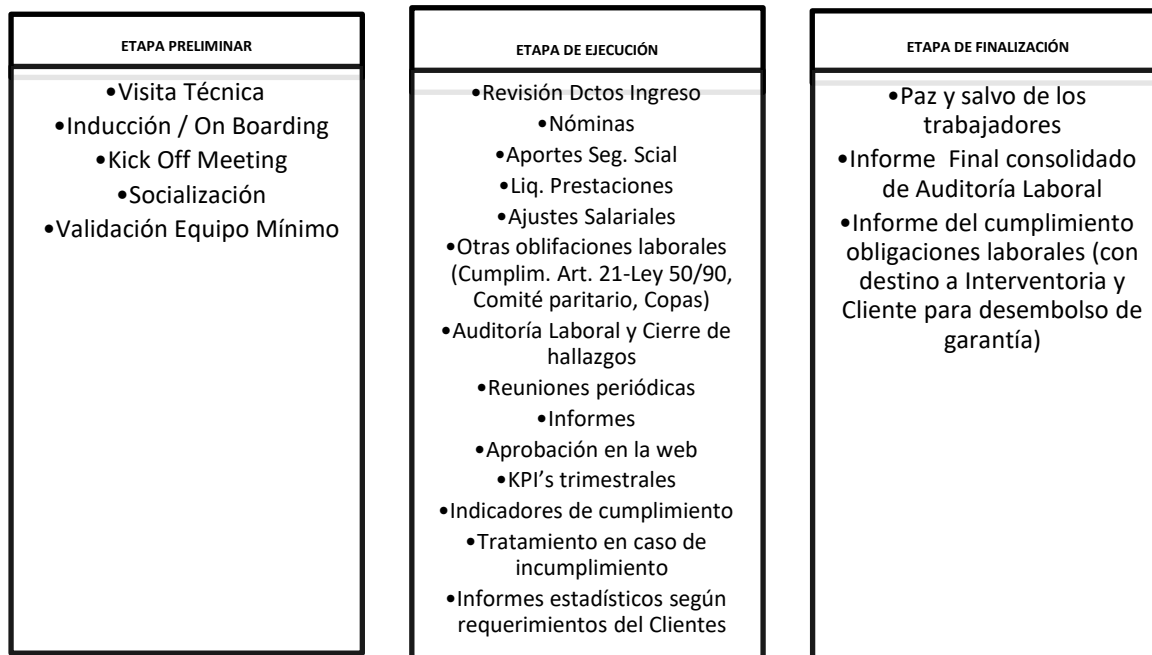 ETAPA PRELIMINAR
•Visita Técnica
•Inducción / On Boarding
•Kick Off Meeting
•Socialización
•Validación Equipo Mínimo
ETAPA DE EJECUCIÓN
•Revisión Dctos Ingreso
•Nóminas
•Aportes Seg. Scial
•Liq. Prestaciones
•Ajustes Salariales
•Otras oblifaciones laborales
(Cumplim. Art. 21-Ley 50/90,
Comité paritario, Copas)
•Auditoría Laboral y Cierre de
hallazgos
•Reuniones periódicas
•Informes
•Aprobación en la web
•KPI's trimestrales
•Indicadores de cumplimiento
•Tratamiento en caso de
incumplimiento
•Informes estadísticos según
requerimientos del Clientes
ETAPA DE FINALIZACIÓN
•Paz y salvo de los
trabajadores
•Informe Final consolidado
de Auditoría Laboral
•Informe del cumplimiento
obligaciones laborales (con
destino a Interventoria y
Cliente para desembolso de
garantía)